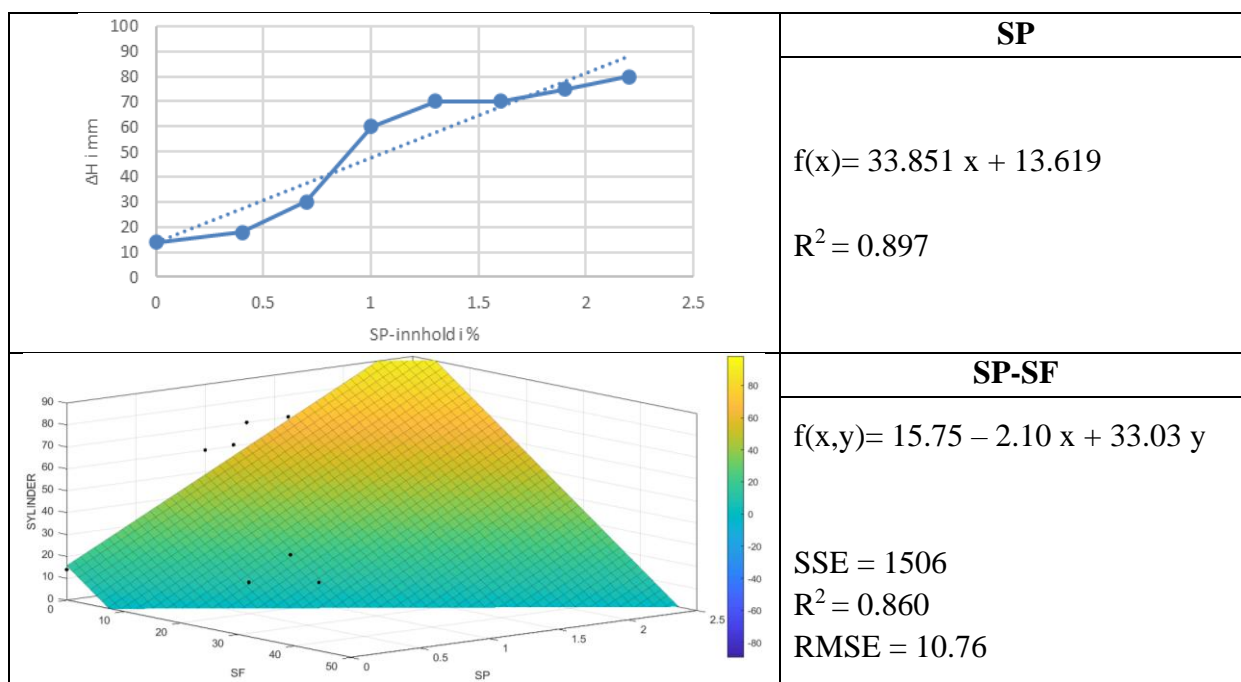 100
90
80
70
60
50
40
30
20
10
0
ΔH i mm
0 0.5 1 1.5 2 2.5
SP-innhold i %
SP
f(x)= 33.851 x + 13.619
R² = 0.897
90
80
70
60
50
40
30
20
10
0
SYLINDER
0 10 20 30 40 50
SF
0 0.5 1 1.5 2 2.5
SP
80
60
40
20
0
-20
-40
-60
-80
SP-SF
f(x,y)= 15.75 – 2.10 x + 33.03 y
SSE = 1506
R² = 0.860
RMSE = 10.76